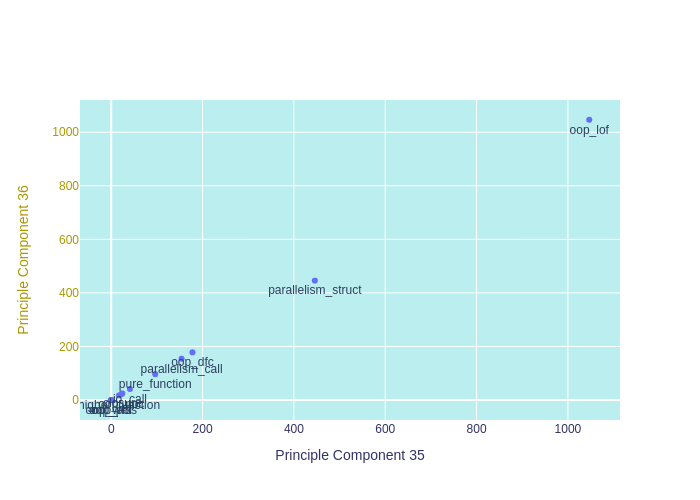 1000
oop_lof
800
Principle Component 36
600
400
parallelism_struct
200
oop_dfc
parallelism_call
pure_function
0
0
200
400
600
800
1000
Principle Component 35